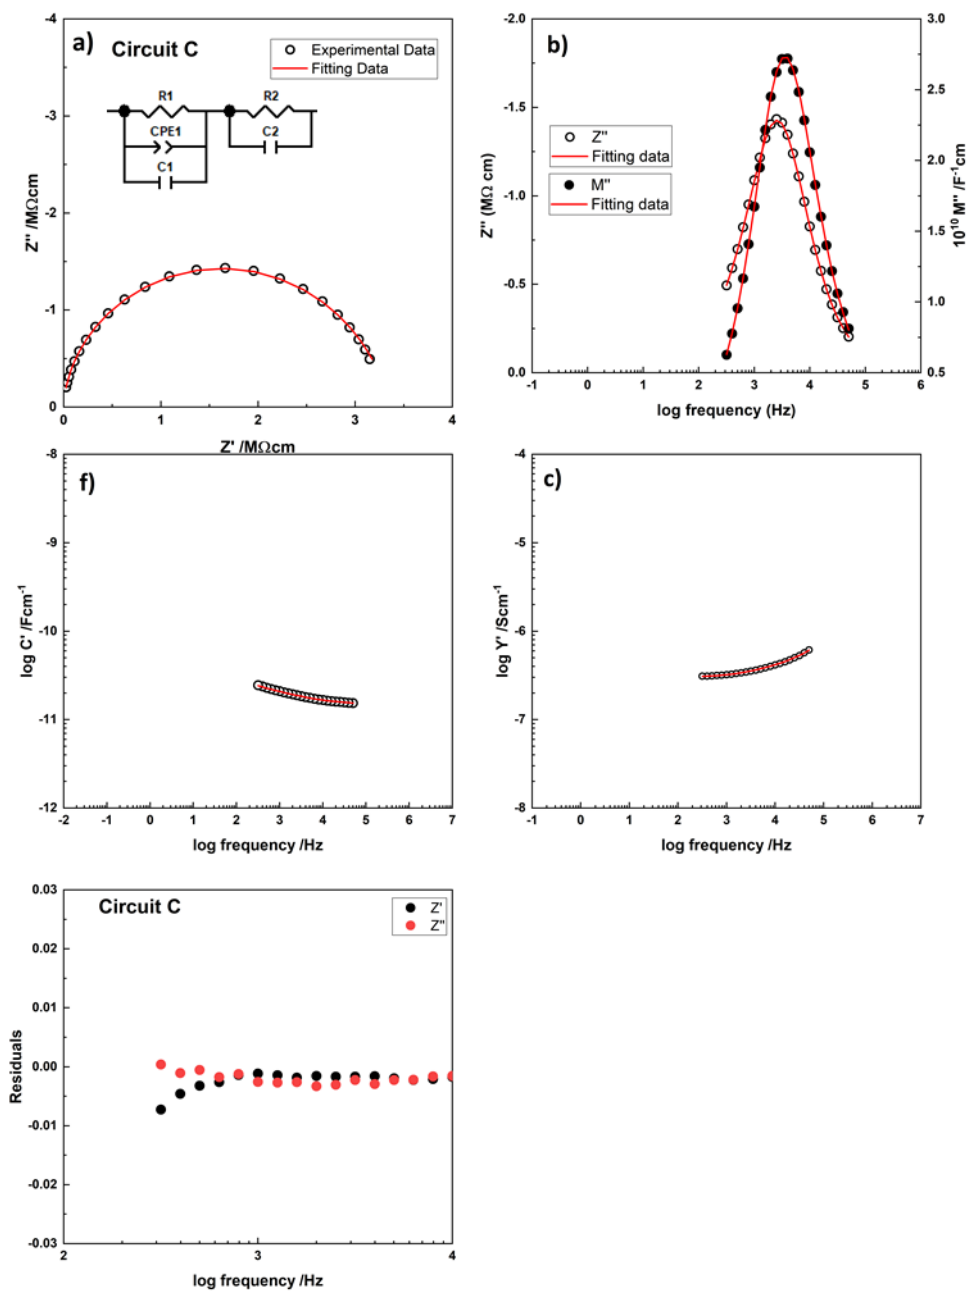 a)
Circuit C
Experimental Data
Fitting Data
R1
R2
CPE1
C2
C1
Z'' /MΩcm
-4
-3
-2
-1
0
0
1
2
3
4
Z' /MΩcm
b)
Z''
Fitting data
M''
Fitting data
Z'' (MΩ cm)
-2.0
-1.5
-1.0
-0.5
0.0
3.0
2.5
2.0
1.5
1.0
0.5
10¹⁰ M'' /F⁻¹cm
-1
0
1
2
3
4
5
6
log frequency (Hz)
f)
log C' /Fcm⁻¹
-8
-9
-10
-11
-12
-2
-1
0
1
2
3
4
5
6
7
log frequency /Hz
c)
log Y' /Scm⁻¹
-4
-5
-6
-7
-8
-1
0
1
2
3
4
5
6
7
log frequency /Hz
Circuit C
Z'
Z''
Residuals
0.03
0.02
0.01
0.00
-0.01
-0.02
-0.03
2
3
4
log frequency /Hz